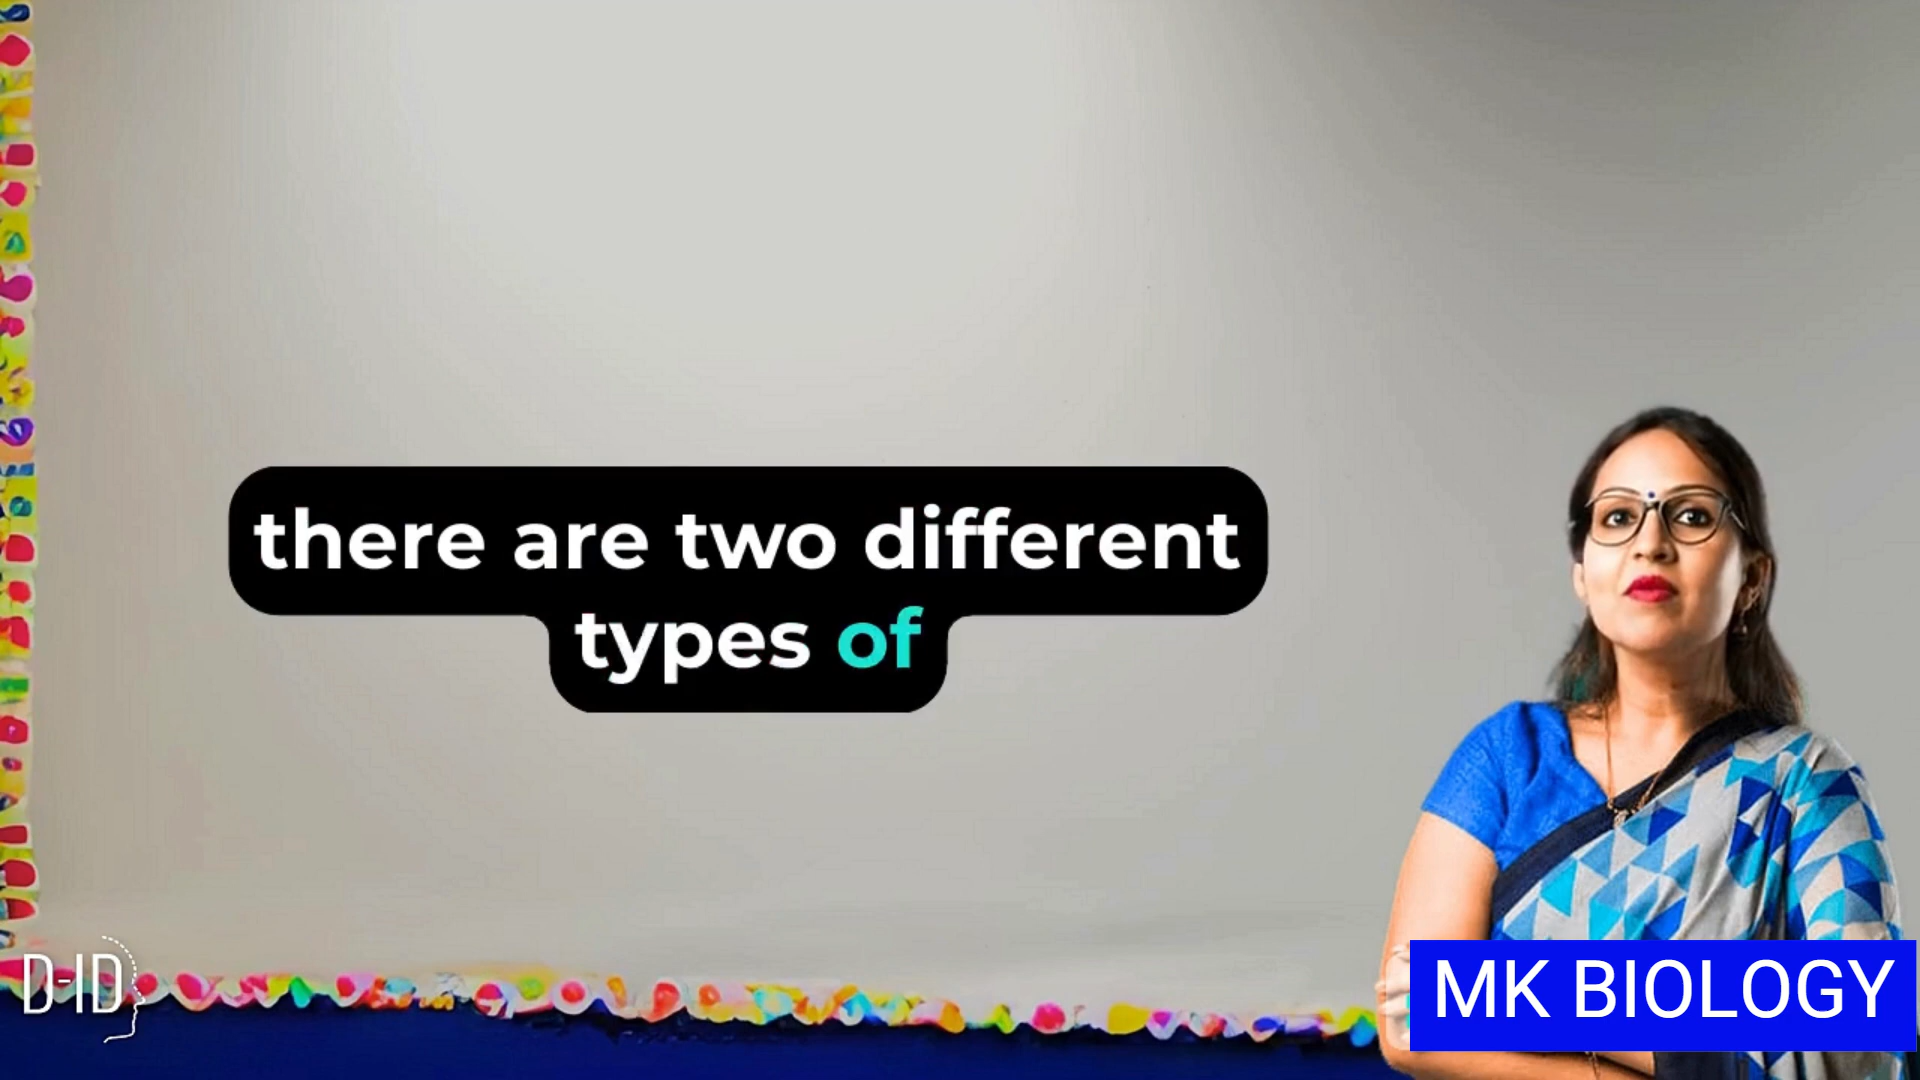 there are two different
types of
D-ID
MK BIOLOGY